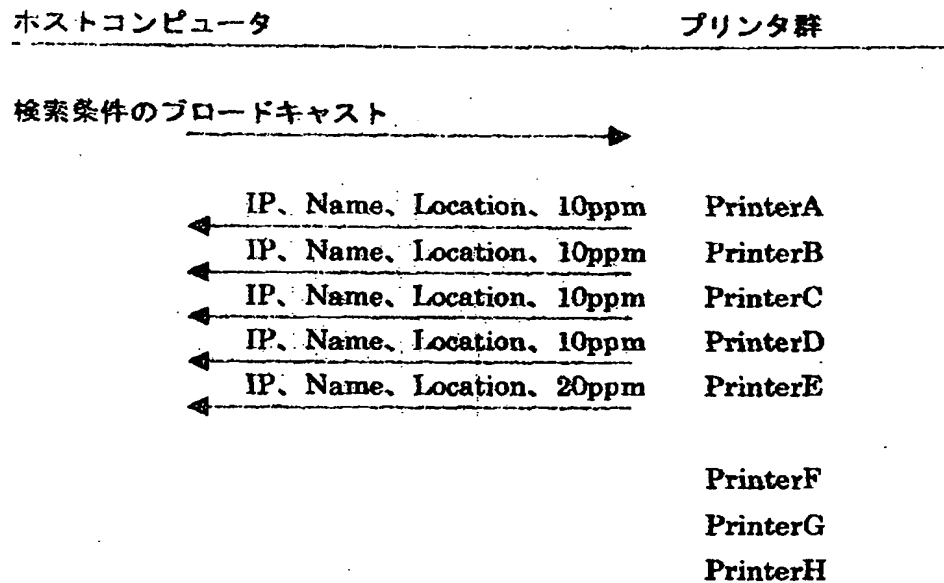 ホストコンピュータ プリンタ群
検索条件のブロードキャスト
IP、Name、Location、10ppm PrinterA
IP、Name、Location、10ppm PrinterB
IP、Name、Location、10ppm PrinterC
IP、Name、Location、10ppm PrinterD
IP、Name、Location、20ppm PrinterE
PrinterF
PrinterG
PrinterH